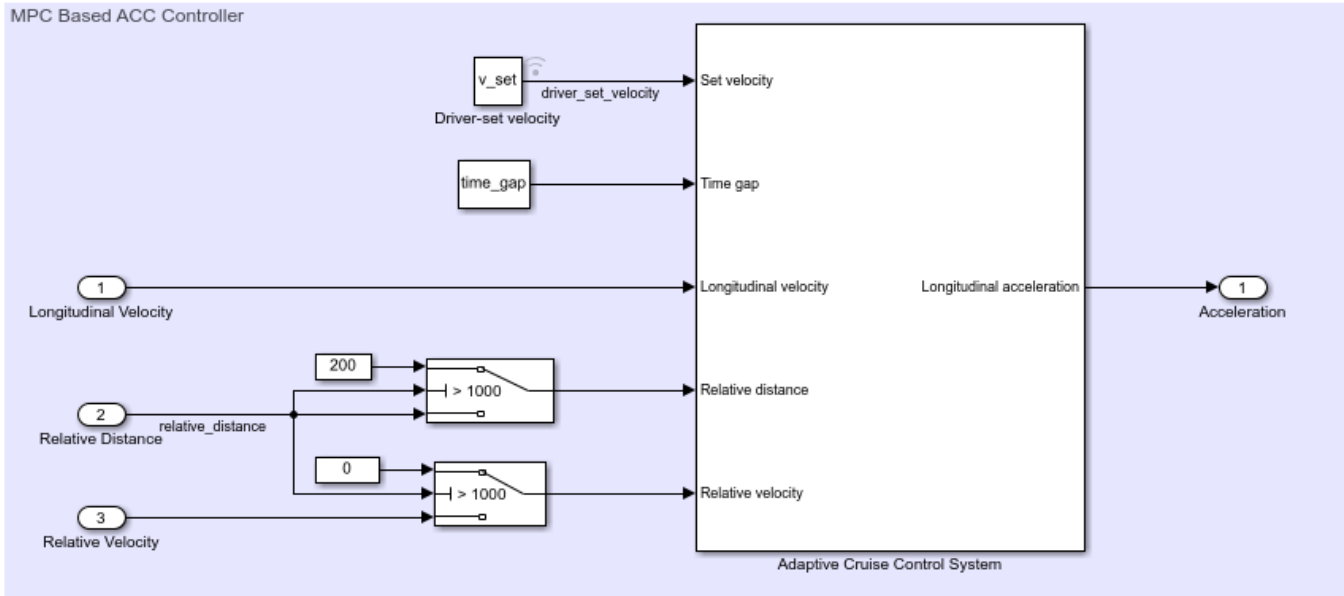 MPC Based ACC Controller
v_set
driver_set_velocity
Driver-set velocity
Set velocity
time_gap
Time gap
1
Longitudinal Velocity
Longitudinal velocity
Longitudinal acceleration
1
Acceleration
200
> 1000
Relative distance
2
relative_distance
Relative Distance
0
> 1000
Relative velocity
3
Relative Velocity
Adaptive Cruise Control System